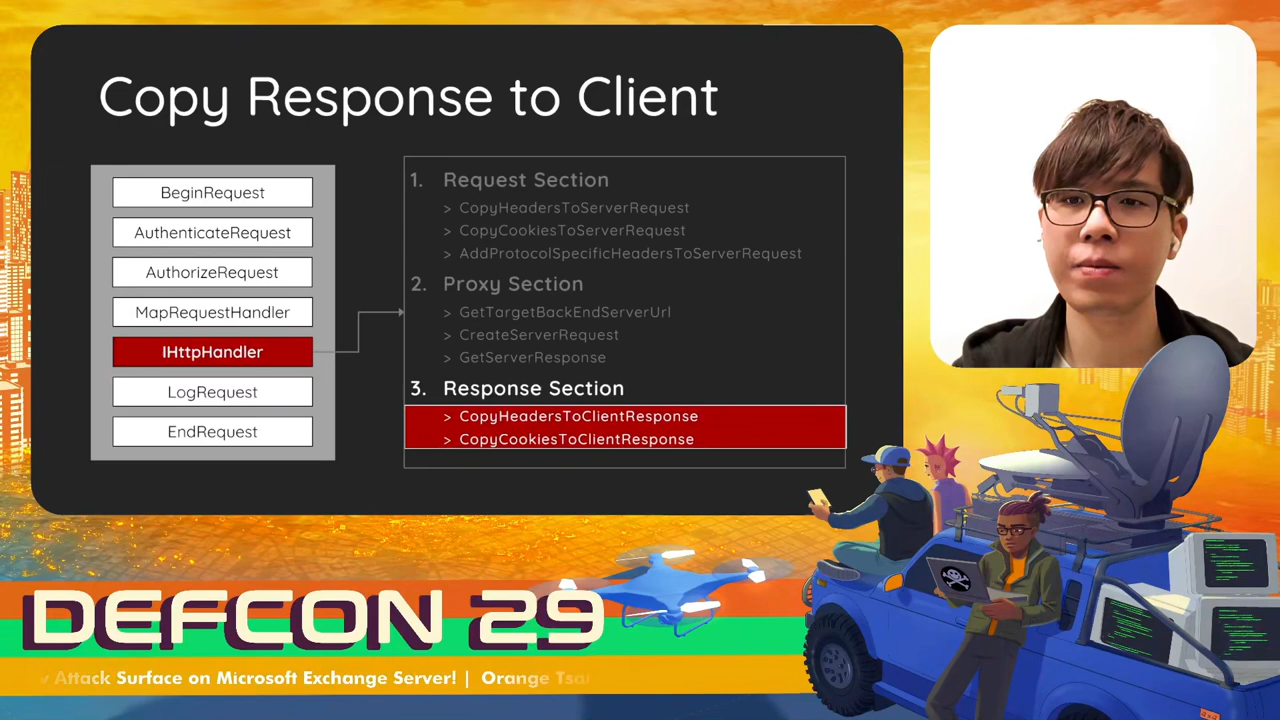 Copy Response to Client
BeginRequest
AuthenticateRequest
AuthorizeRequest
MapRequestHandler
IHttpHandler
LogRequest
EndRequest
1. Request Section
> CopyHeadersToServerRequest
> CopyCookiesToServerRequest
> AddProtocolSpecificHeadersToServerRequest
2. Proxy Section
> GetTargetBackEndServerUrl
> CreateServerRequest
> GetServerResponse
3. Response Section
> CopyHeadersToClientResponse
> CopyCookiesToClientResponse
DEFCON 29
Attack Surface on Microsoft Exchange Server! | Orange Tsa